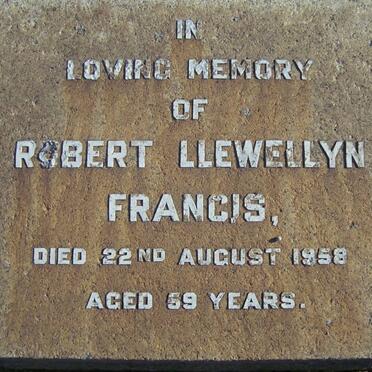 IN
LOVING MEMORY
OF
ROBERT LLEWELLYN
FRANCIS,
DIED 22ND AUGUST 1958
AGED 59 YEARS.